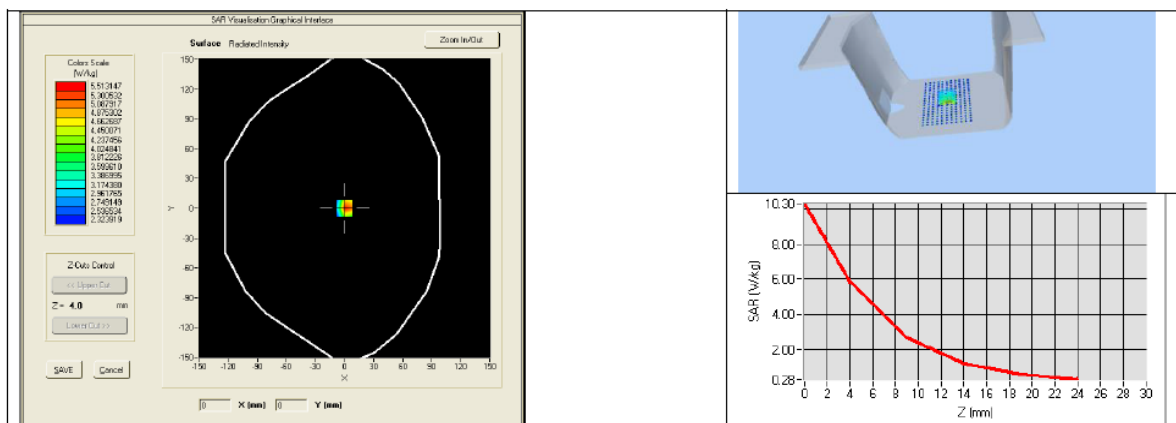 SAR Visualisation Graphical Interface
Surface Radiated Intensity
Zoom In/Out
Colors Scale
(W/kg)
5.513147
5.300532
5.087917
4.875302
4.662687
4.450071
4.237456
4.024841
3.812226
3.599610
3.386995
3.174380
2.961765
2.749149
2.536534
2.323919
150
120
90
60
30
0
-30
-60
-90
-120
-150
Y
-150 -120 -90 -60 -30 0 30 60 90 120 150
X
Z-Cuts Control
<< Upper Cut
Z = 4.0 mm
Lower Cut >>
SAVE Cancel
0 X (mm) 0 Y (mm)
10.30
8.00
6.00
4.00
2.00
0.28
SAR (W/kg)
0 2 4 6 8 10 12 14 16 18 20 22 24 26 28 30
Z (mm)